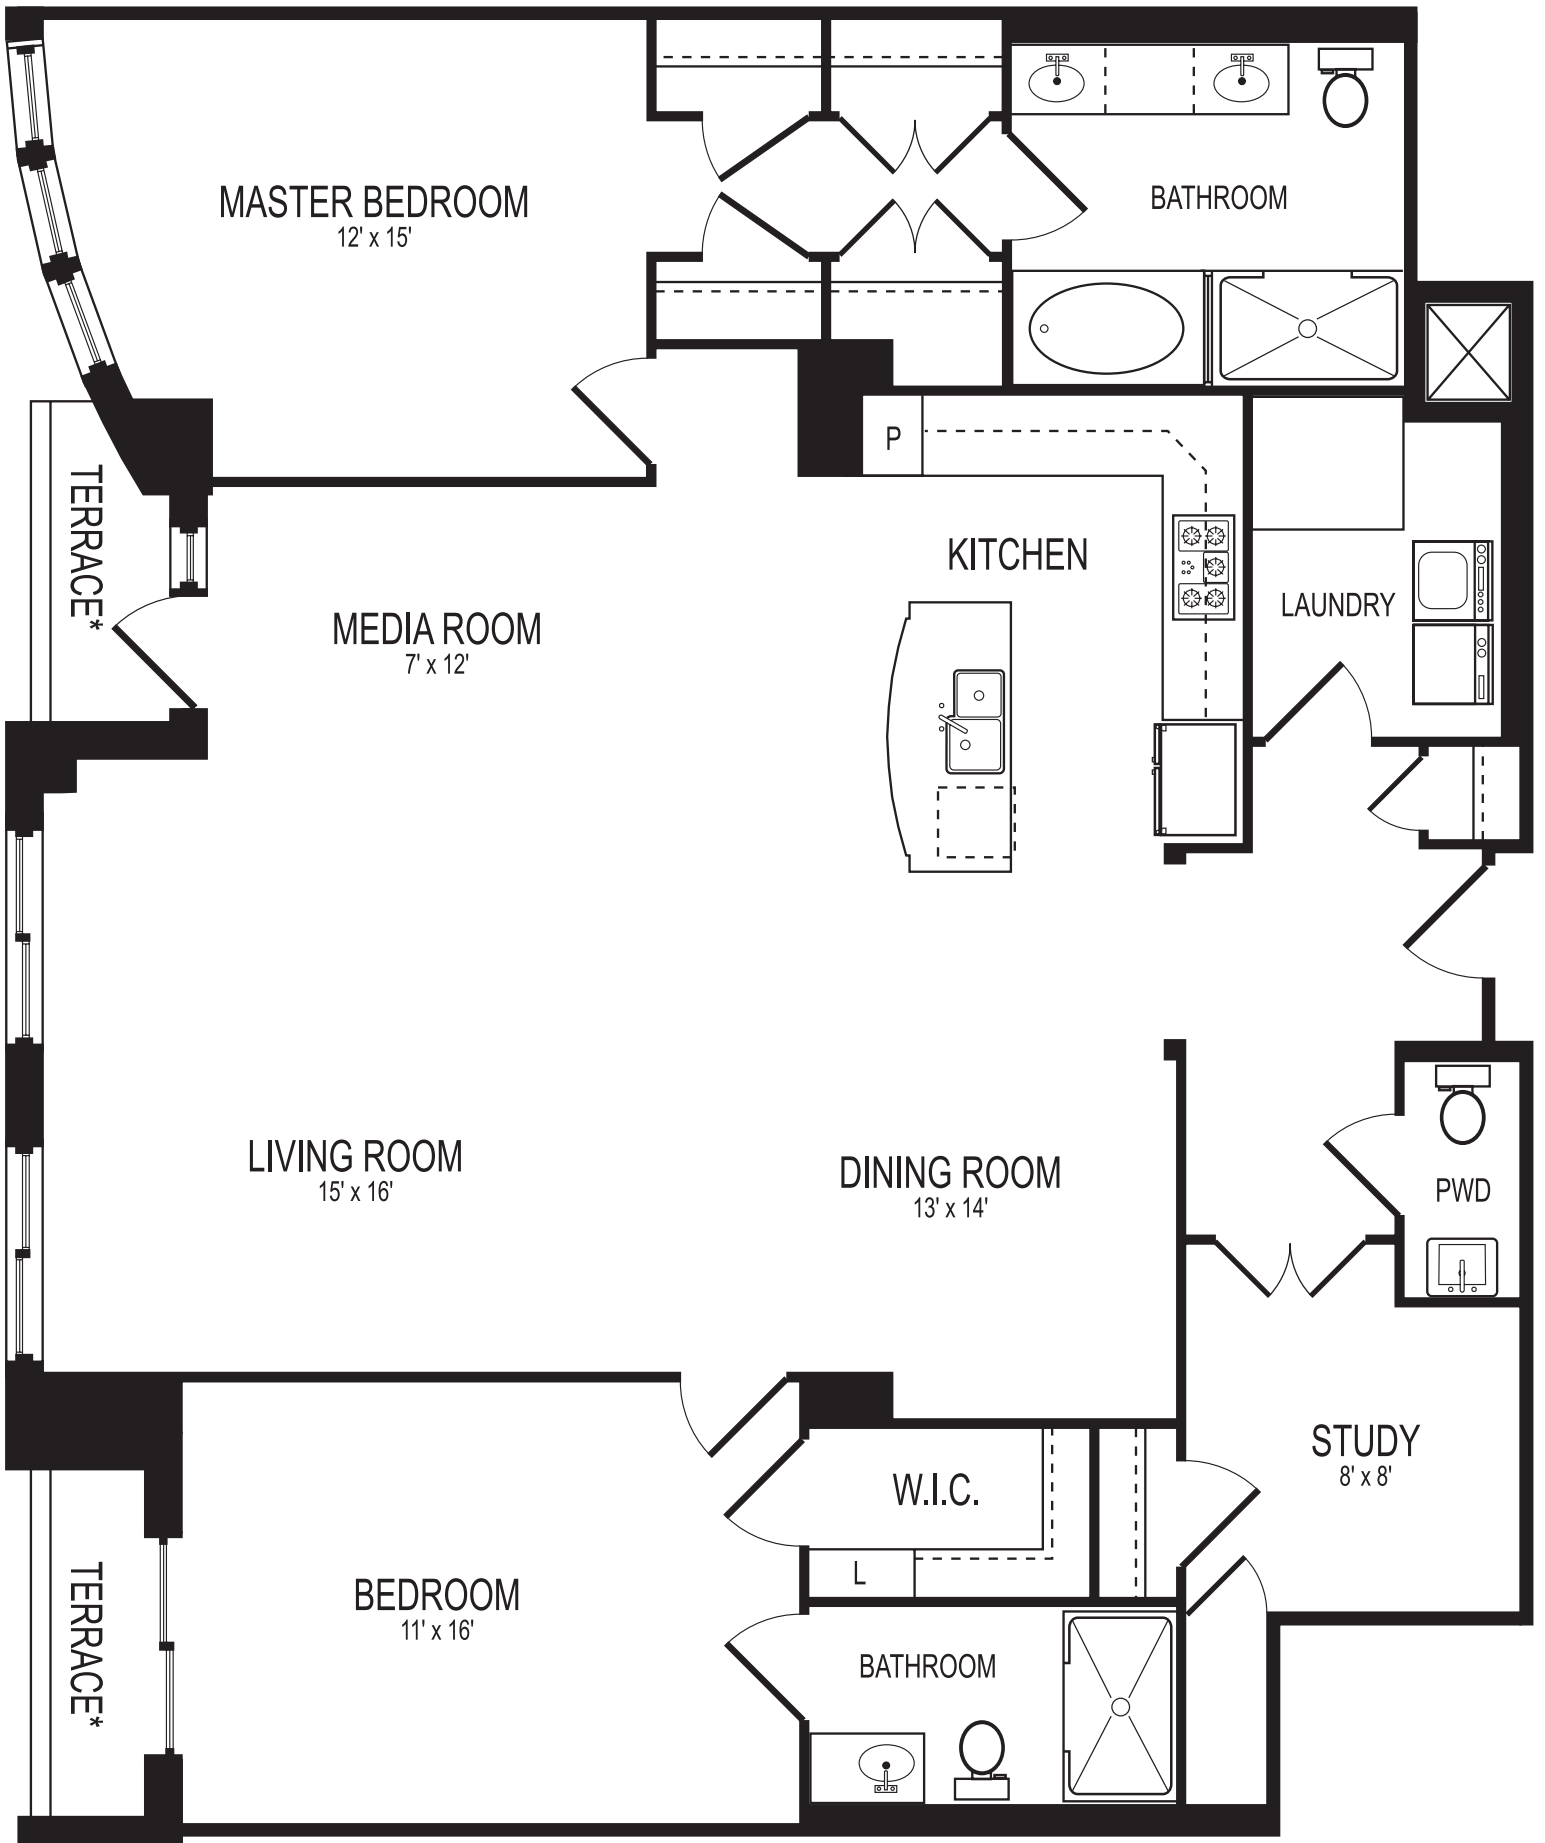 MASTER BEDROOM
12' x 15'
BATHROOM
P
TERRACE*
KITCHEN
LAUNDRY
MEDIA ROOM
7' x 12'
LIVING ROOM
15' x 16'
DINING ROOM
13' x 14'
PWD
STUDY
8' x 8'
W.I.C.
L
TERRACE*
BEDROOM
11' x 16'
BATHROOM